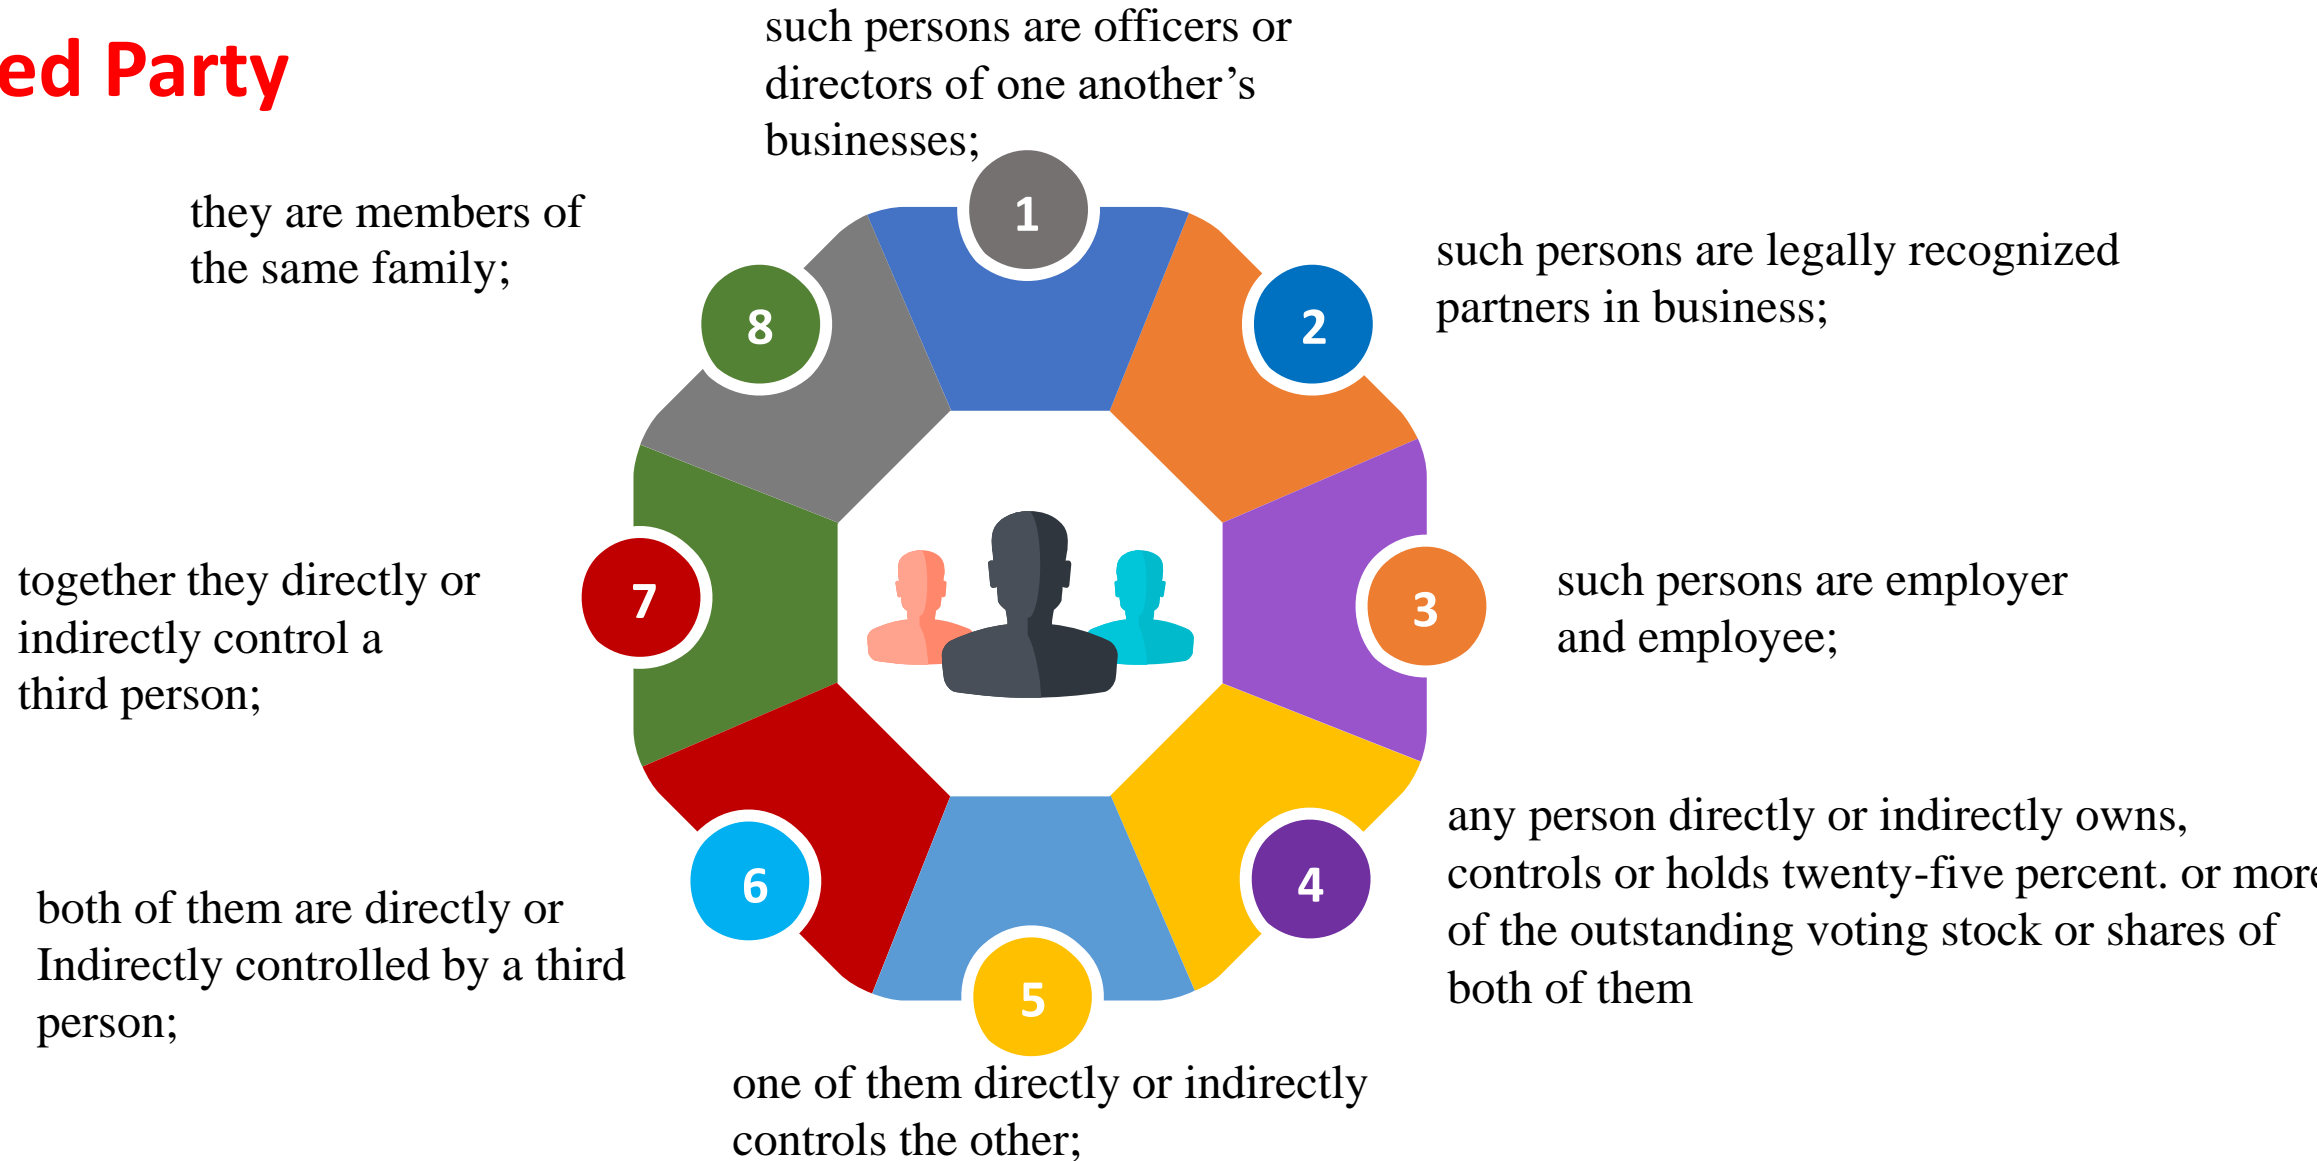 ed Party
such persons are officers or
directors of one another’s
businesses;
1
such persons are legally recognized
partners in business;
2
such persons are employer
and employee;
3
any person directly or indirectly owns,
controls or holds twenty-five percent. or more
of the outstanding voting stock or shares of
both of them
4
5
one of them directly or indirectly
controls the other;
6
both of them are directly or
Indirectly controlled by a third
person;
7
together they directly or
indirectly control a
third person;
8
they are members of
the same family;